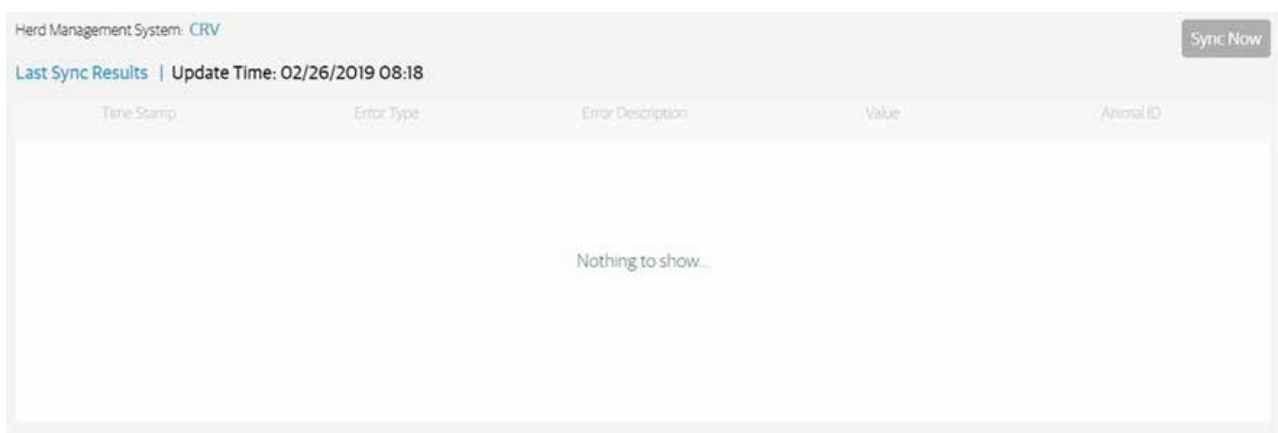 Herd Management System: CRV
Sync Now
Last Sync Results | Update Time: 02/26/2019 08:18
Time Stamp Error Type Error Description Value Animal ID
Nothing to show...